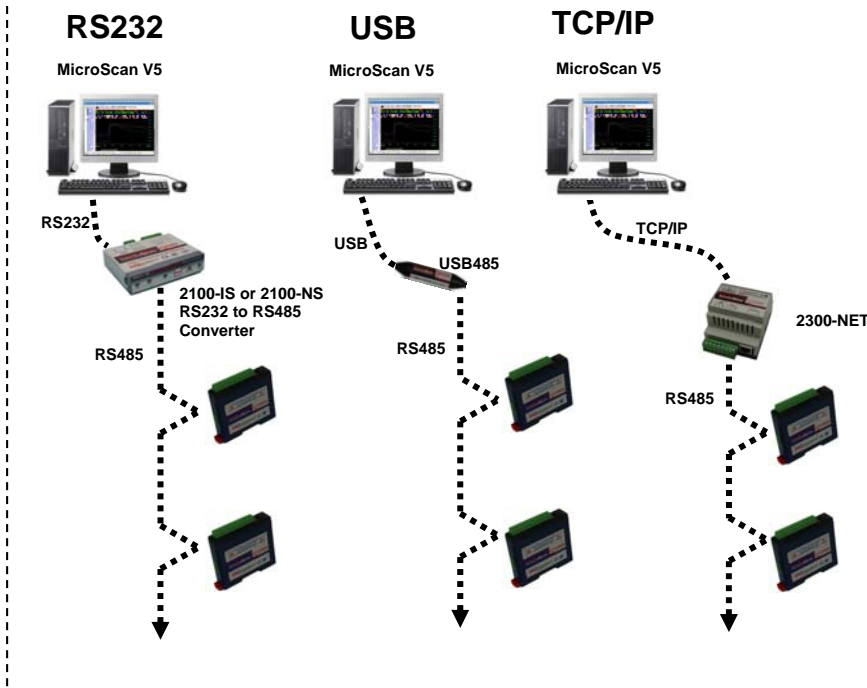 RS232
MicroScan V5
RS232
2100-IS or 2100-NS
RS232 to RS485
Converter
RS485
USB
MicroScan V5
USB
USB485
RS485
TCP/IP
MicroScan V5
TCP/IP
2300-NET
RS485